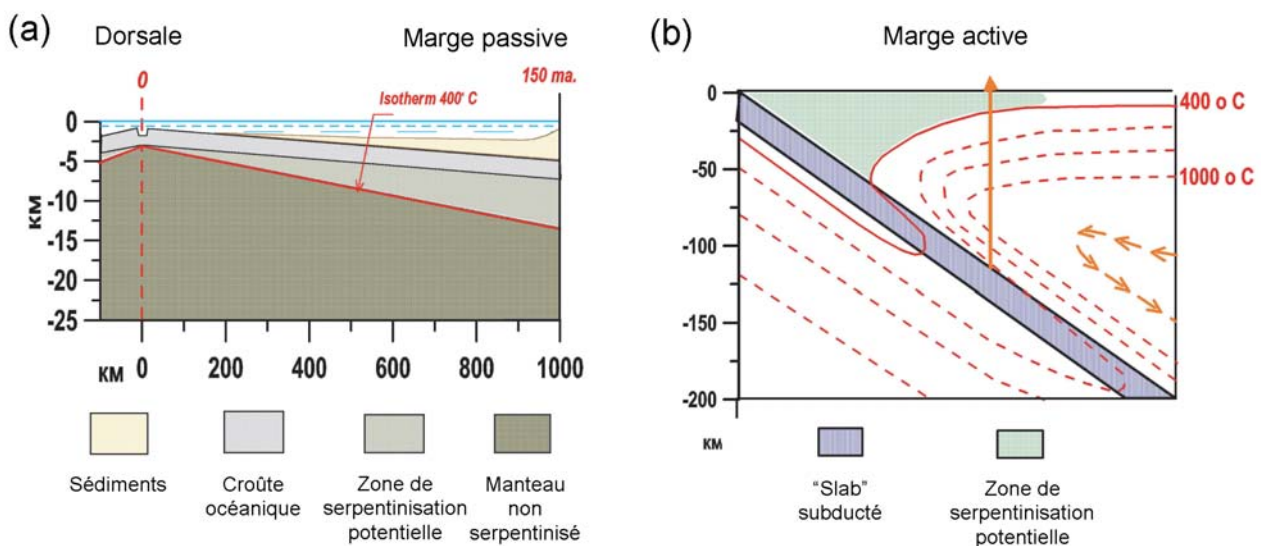 (a)
Dorsale
Marge passive
0
150 ma.
Isotherm 400° C
0
-5
-10
-15
-20
-25
KM
KM 0 200 400 600 800 1000
Sédiments
Croûte
océanique
Zone de
serpentinisation
potentielle
Manteau
non
serpentinisé
(b)
Marge active
0
-50
-100
-150
-200
KM
400 o C
1000 o C
“Slab”
subducté
Zone de
serpentinisation
potentielle